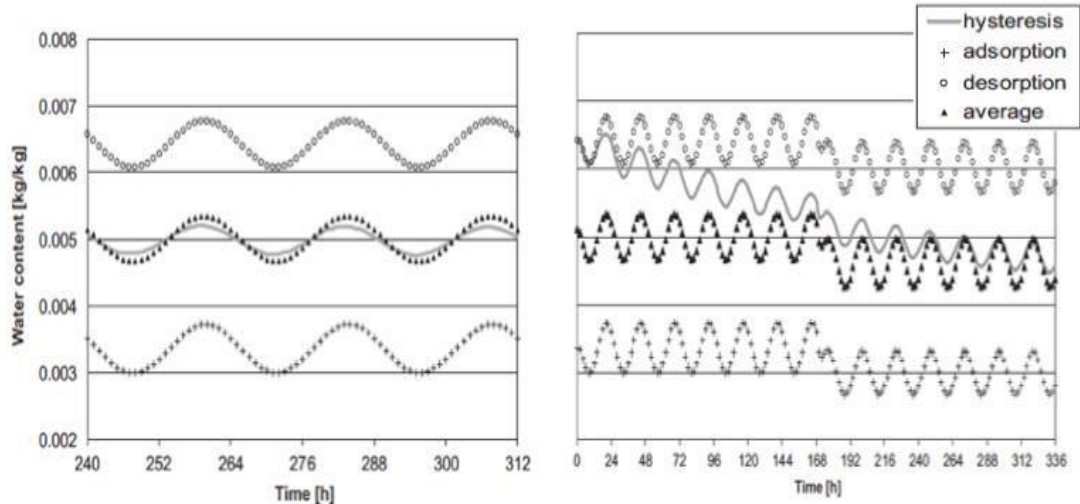 hysteresis
adsorption
desorption
average
Water content [kg/kg]
0.008
0.007
0.006
0.005
0.004
0.003
0.002
240 252 264 276 288 300 312
Time [h]
0 24 48 72 96 120 144 168 192 216 240 264 288 312 336
Time [h]